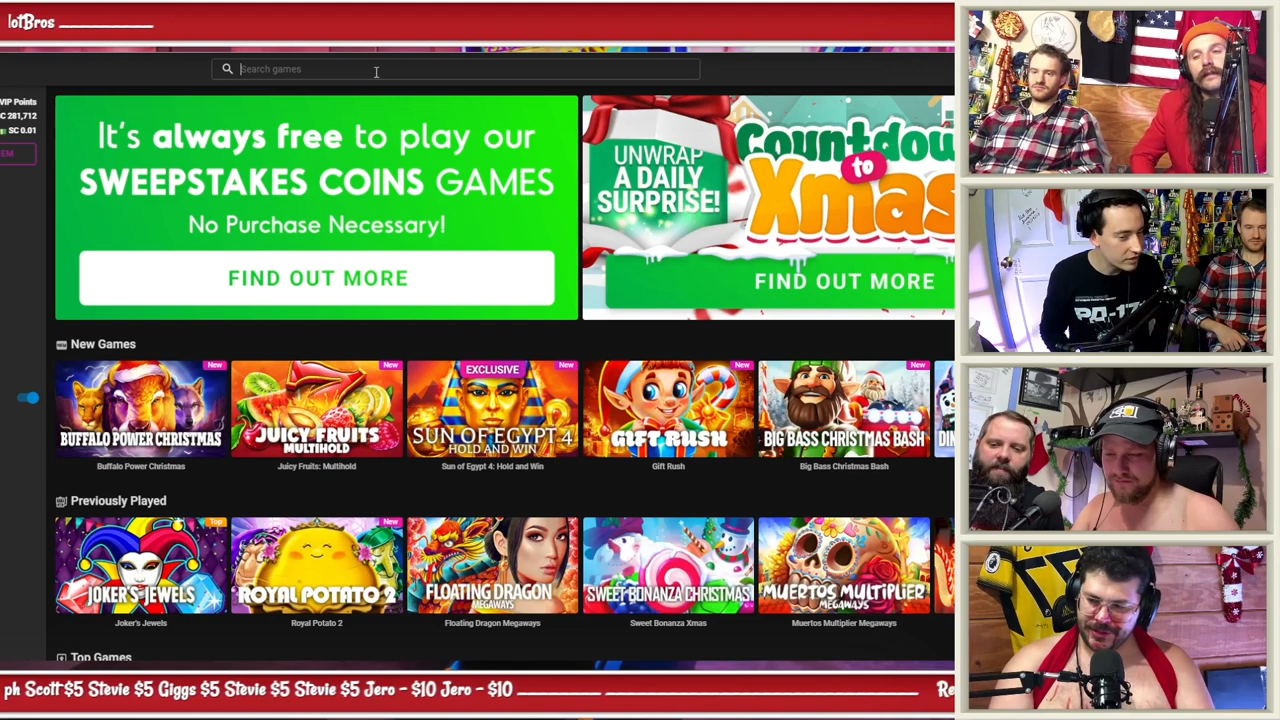 lotBros
Search games
VIP Points
C 281,712
SC 0.01
EM
It's always free to play our
SWEEPSTAKES COINS GAMES
No Purchase Necessary!
FIND OUT MORE
UNWRAP
A DAILY
SURPRISE!
Countdow
to
Xmas
FIND OUT MORE
New Games
New
BUFFALO POWER CHRISTMAS
Buffalo Power Christmas
New
JUICY FRUITS
MULTIHOLD
Juicy Fruits: Multihold
EXCLUSIVE
New
SUN OF EGYPT 4
HOLD AND WIN
Sun of Egypt 4: Hold and Win
New
GIFT RUSH
Gift Rush
New
BIG BASS CHRISTMAS BASH
Big Bass Christmas Bash
DIN
Previously Played
Top
JOKER'S JEWELS
Joker's Jewels
New
ROYAL POTATO 2
Royal Potato 2
FLOATING DRAGON
MEGAWAYS
Floating Dragon Megaways
SWEET BONANZA CHRISTMAS
Sweet Bonanza Xmas
MUERTOS MULTIPLIER
MEGAWAYS
Muertos Multiplier Megaways
Top Games
ph Scott $5 Stevie $5 Giggs $5 Stevie $5 Stevie $5 Jero - $10 Jero - $10
Re